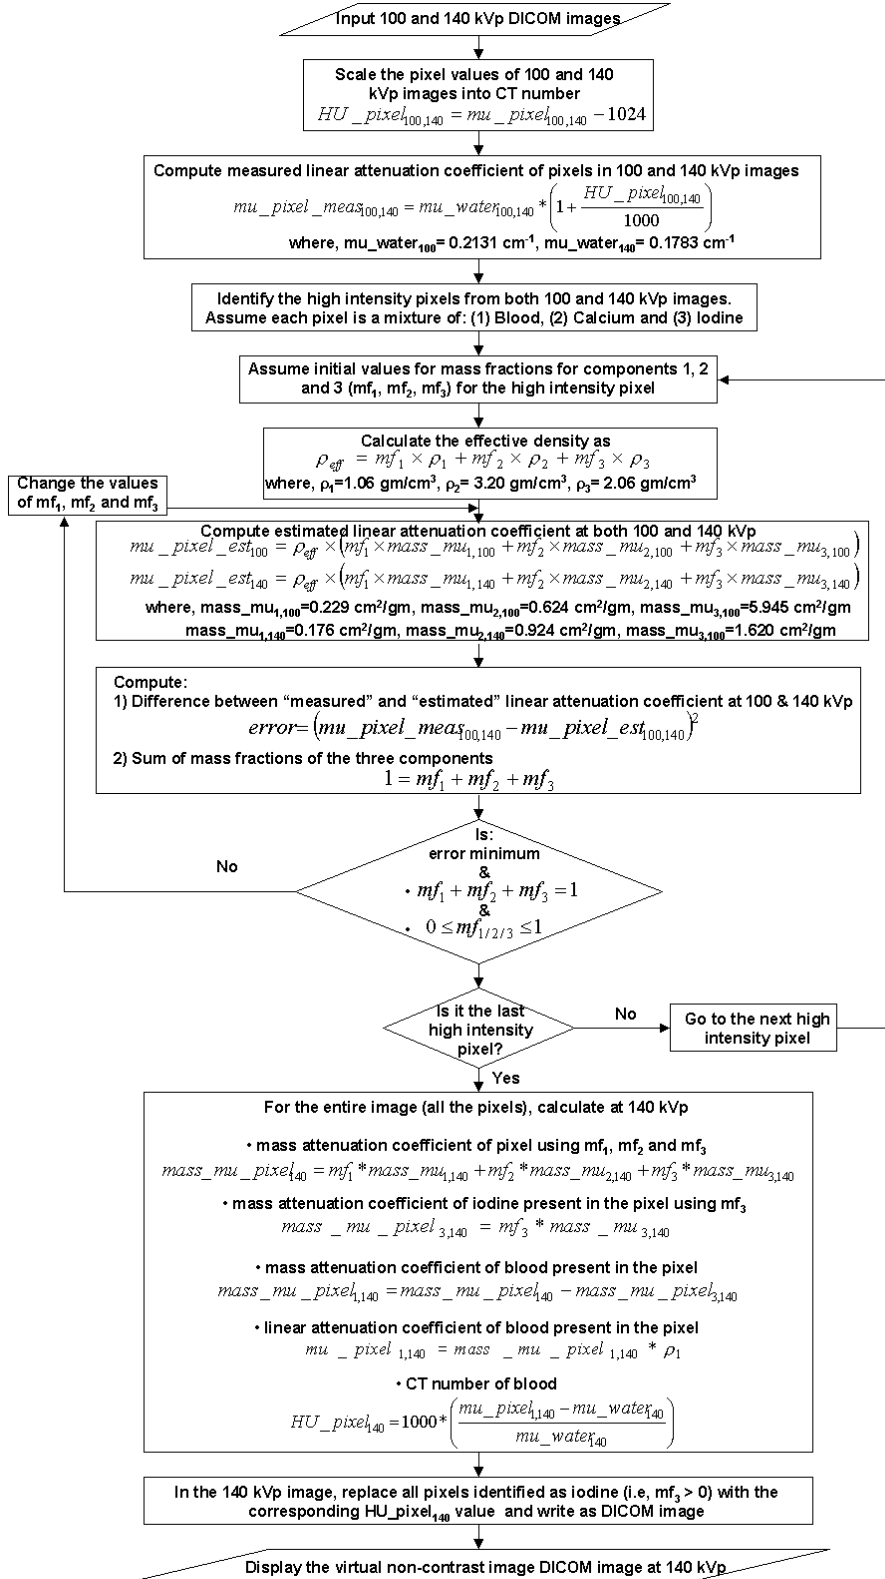 Input 100 and 140 kVp DICOM images
Scale the pixel values of 100 and 140
kVp images into CT number
HU_pixel₁₀₀,₁₄₀ = mu_pixel₁₀₀,₁₄₀ − 1024
Compute measured linear attenuation coefficient of pixels in 100 and 140 kVp images
mu_pixel_meas₁₀₀,₁₄₀ = mu_water₁₀₀,₁₄₀ * (1 + HU_pixel₁₀₀,₁₄₀ / 1000)
where, mu_water₁₀₀= 0.2131 cm⁻¹, mu_water₁₄₀= 0.1783 cm⁻¹
Identify the high intensity pixels from both 100 and 140 kVp images.
Assume each pixel is a mixture of: (1) Blood, (2) Calcium and (3) Iodine
Assume initial values for mass fractions for components 1, 2
and 3 (mf₁, mf₂, mf₃) for the high intensity pixel
Calculate the effective density as
ρeff = mf₁ × ρ₁ + mf₂ × ρ₂ + mf₃ × ρ₃
where, ρ₁=1.06 gm/cm³, ρ₂= 3.20 gm/cm³, ρ₃= 2.06 gm/cm³
Change the values
of mf₁, mf₂ and mf₃
Compute estimated linear attenuation coefficient at both 100 and 140 kVp
mu_pixel_est₁₀₀ = ρeff × (mf₁ × mass_mu₁,₁₀₀ + mf₂ × mass_mu₂,₁₀₀ + mf₃ × mass_mu₃,₁₀₀)
mu_pixel_est₁₄₀ = ρeff × (mf₁ × mass_mu₁,₁₄₀ + mf₂ × mass_mu₂,₁₄₀ + mf₃ × mass_mu₃,₁₄₀)
where, mass_mu₁,₁₀₀=0.229 cm²/gm, mass_mu₂,₁₀₀=0.624 cm²/gm, mass_mu₃,₁₀₀=5.945 cm²/gm
mass_mu₁,₁₄₀=0.176 cm²/gm, mass_mu₂,₁₄₀=0.924 cm²/gm, mass_mu₃,₁₀₀=1.620 cm²/gm
Compute:
1) Difference between “measured” and “estimated” linear attenuation coefficient at 100 & 140 kVp
error= (mu_pixel_meas₁₀₀,₁₄₀ − mu_pixel_est₁₀₀,₁₄₀)²
2) Sum of mass fractions of the three components
1 = mf₁ + mf₂ + mf₃
Is:
error minimum
&
• mf₁ + mf₂ + mf₃ = 1
&
• 0 ≤ mf₁/₂/₃ ≤ 1
No
Is it the last
high intensity
pixel?
No
Go to the next high
intensity pixel
Yes
For the entire image (all the pixels), calculate at 140 kVp
• mass attenuation coefficient of pixel using mf₁, mf₂ and mf₃
mass_mu_pixel₁₄₀ = mf₁ * mass_mu₁,₁₄₀ + mf₂ * mass_mu₂,₁₄₀ + mf₃ * mass_mu₃,₁₄₀
• mass attenuation coefficient of iodine present in the pixel using mf₃
mass_mu_pixel₃,₁₄₀ = mf₃ * mass_mu₃,₁₄₀
• mass attenuation coefficient of blood present in the pixel
mass_mu_pixel₁,₁₄₀ = mass_mu_pixel₁₄₀ − mass_mu_pixel₃,₁₄₀
• linear attenuation coefficient of blood present in the pixel
mu_pixel₁,₁₄₀ = mass_mu_pixel₁,₁₄₀ * ρ₁
• CT number of blood
HU_pixel₁₄₀ = 1000 * (mu_pixel₁,₁₄₀ − mu_water₁₄₀ / mu_water₁₄₀)
In the 140 kVp image, replace all pixels identified as iodine (i.e, mf₃ > 0) with the
corresponding HU_pixel₁₄₀ value and write as DICOM image
Display the virtual non-contrast image DICOM image at 140 kVp